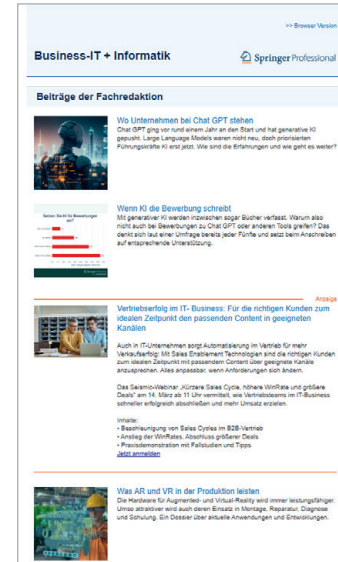 >> Browser Version
Business-IT + Informatik
Springer Professional
Beiträge der Fachredaktion
Wo Unternehmen bei Chat GPT stehen
Chat GPT ging vor rund einem Jahr an den Start und hat generative KI
gepusht. Large Language Models waren nicht neu, doch priorisierten
Führungskräfte KI erst jetzt. Wie sind die Erfahrungen und wie geht es weiter?
Wenn KI die Bewerbung schreibt
Mit generativer KI werden inzwischen sogar Bücher verfasst. Warum also
nicht auch bei Bewerbungen zu Chat GPT oder anderen Tools greifen? Das
denkt sich laut einer Umfrage bereits jeder Fünfte und setzt beim Anschreiben
auf entsprechende Unterstützung.
Anzeige
Vertriebserfolg im IT- Business: Für die richtigen Kunden zum
idealen Zeitpunkt den passenden Content in geeigneten
Kanälen
Auch in IT-Unternehmen sorgt Automatisierung im Vertrieb für mehr
Verkaufserfolg: Mit Sales Enablement Technologien sind die richtigen Kunden
zum idealen Zeitpunkt mit passendem Content über geeignete Kanäle
anzusprechen. Alles anpassbar, wenn Anforderungen sich ändern.
Das Seismic-Webinar „Kürzere Sales Cycle, höhere WinRate und größere
Deals" am 14. März ab 11 Uhr vermittelt, wie Vertriebsteams im IT-Business
schneller erfolgreich abschließen und mehr Umsatz erzielen.
Inhalte:
- Beschleunigung von Sales Cycles im B2B-Vertrieb
- Anstieg der WinRates, Abschluss größerer Deals
- Praxisdemonstration mit Fallstudien und Tipps
Jetzt anmelden
Was AR und VR in der Produktion leisten
Die Hardware für Augmented- und Virtual-Reality wird immer leistungsfähiger.
Umso attraktiver wird auch deren Einsatz in Montage, Reparatur, Diagnose
und Schulung. Ein Dossier über aktuelle Anwendungen und Entwicklungen.